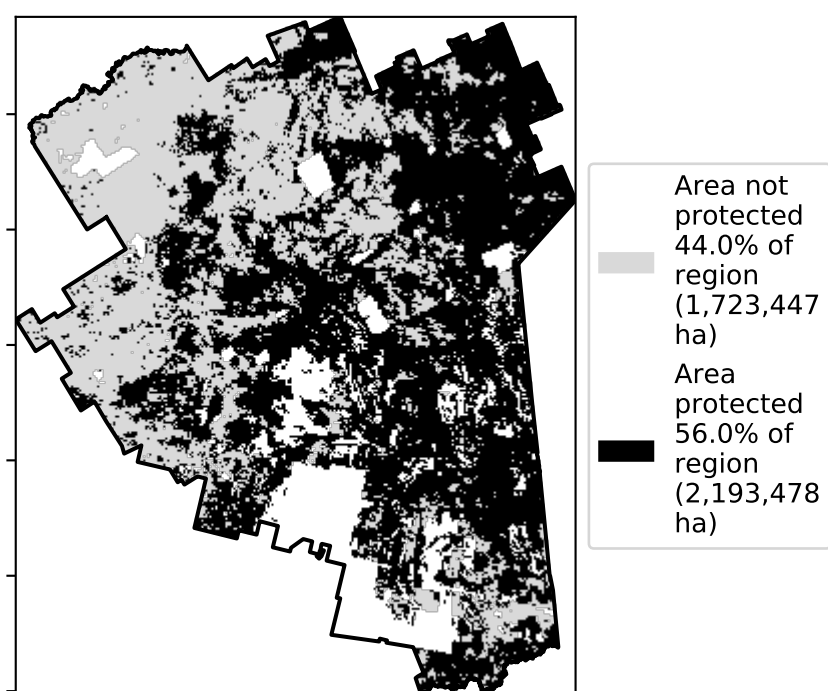 Area not
protected
44.0% of
region
(1,723,447
ha)
Area
protected
56.0% of
region
(2,193,478
ha)